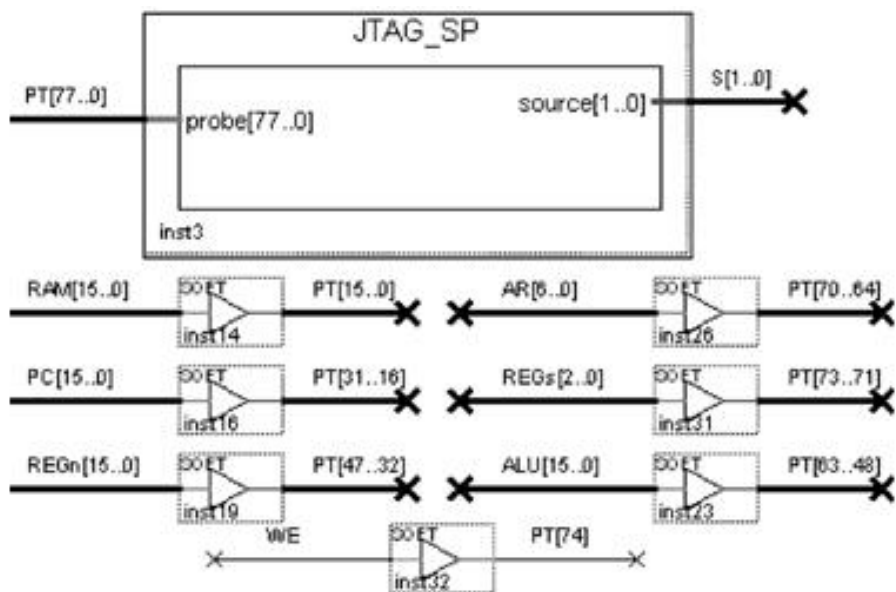 JTAG_SP
PT[77..0]
S[1..0]
probe[77..0]
source[1..0]
inst3
RAM[15..0]
PT[15..0]
inst14
AR[6..0]
PT[70..64]
inst26
PC[15..0]
PT[31..16]
inst16
REGs[2..0]
PT[73..71]
inst31
REGn[15..0]
PT[47..32]
inst19
ALU[15..0]
PT[63..48]
inst23
WE
PT[74]
inst32